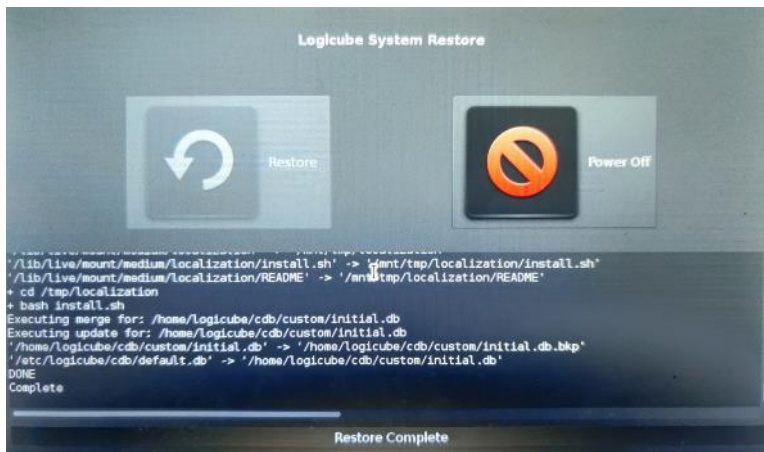 Logicube System Restore
Restore
Power Off
'/lib/live/mount/medium/localization/install.sh' -> '/mnt/tmp/localization/install.sh'
'/lib/live/mount/medium/localization/README' -> '/mnt/tmp/localization/README'
+ cd /tmp/localization
+ bash install.sh
Executing merge for: /home/logicube/cdb/custom/initial.db
Executing update for: /home/logicube/cdb/custom/initial.db
'/home/logicube/cdb/custom/initial.db' -> '/home/logicube/cdb/custom/initial.db.bkp'
'/etc/logicube/cdb/default.db' -> '/home/logicube/cdb/custom/initial.db'
DONE
Complete
Restore Complete